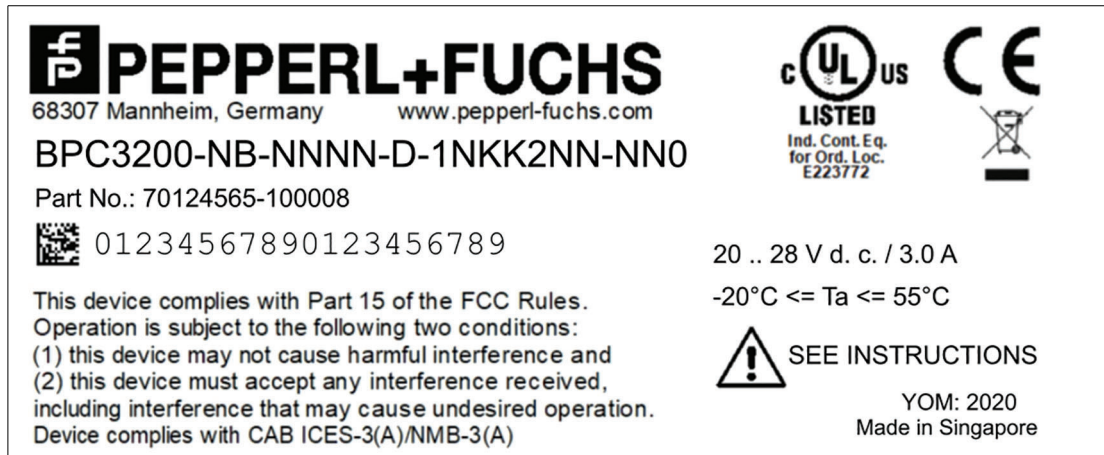 PEPPERL+FUCHS
68307 Mannheim, Germany www.pepperl-fuchs.com
BPC3200-NB-NNNN-D-1NKK2NN-NN0
Part No.: 70124565-100008
01234567890123456789
This device complies with Part 15 of the FCC Rules.
Operation is subject to the following two conditions:
(1) this device may not cause harmful interference and
(2) this device must accept any interference received,
including interference that may cause undesired operation.
Device complies with CAB ICES-3(A)/NMB-3(A)
C UL US CE
LISTED
Ind. Cont. Eq.
for Ord. Loc.
E223772
20 .. 28 V d. c. / 3.0 A
-20°C <= Ta <= 55°C
SEE INSTRUCTIONS
YOM: 2020
Made in Singapore